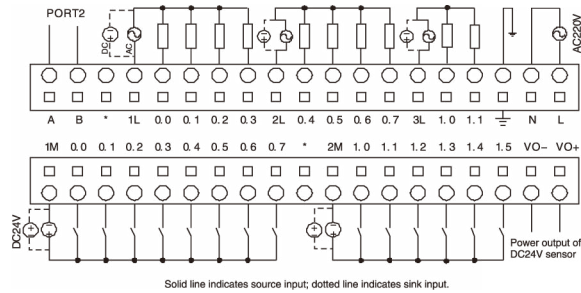 PORT2
DC
AC
AC220V
A B * 1L 0.0 0.1 0.2 0.3 2L 0.4 0.5 0.6 0.7 3L 1.0 1.1 N L
1M 0.0 0.1 0.2 0.3 0.4 0.5 0.6 0.7 * 2M 1.0 1.1 1.2 1.3 1.4 1.5 VO− VO+
DC24V
Power output of
DC24V sensor
Solid line indicates source input; dotted line indicates sink input.